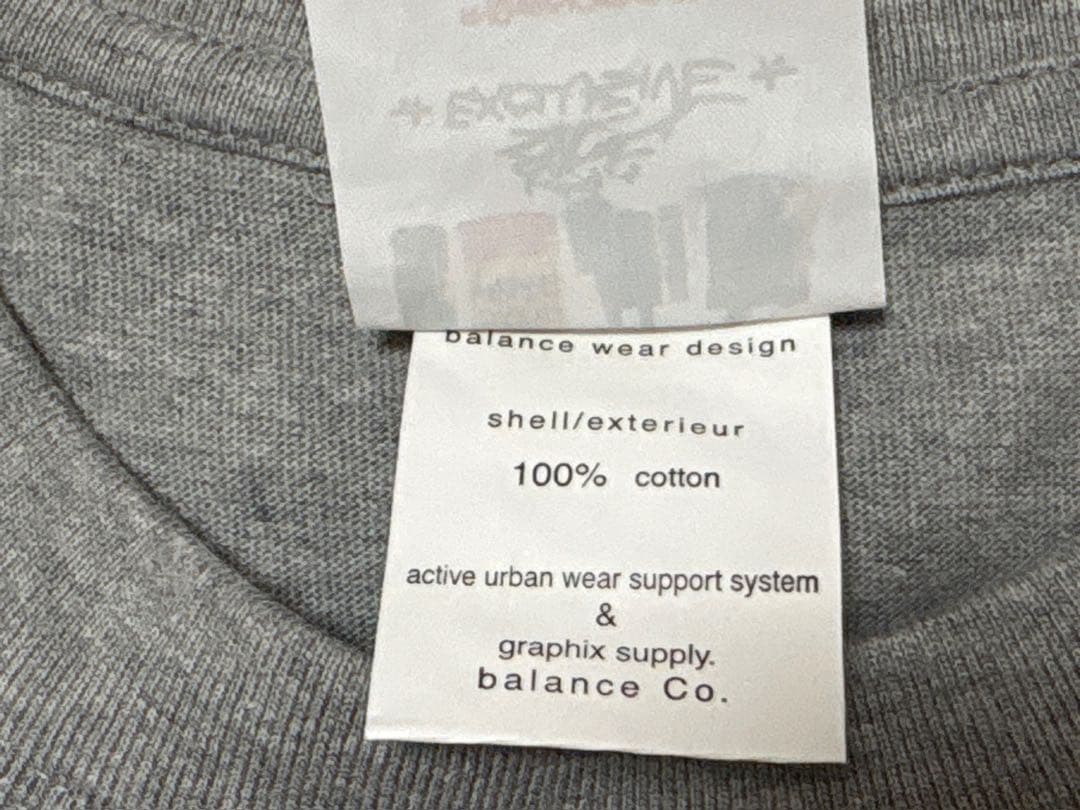 balance wear design
shell/exterieur
100% cotton
active urban wear support system
&
graphix supply.
balance Co.